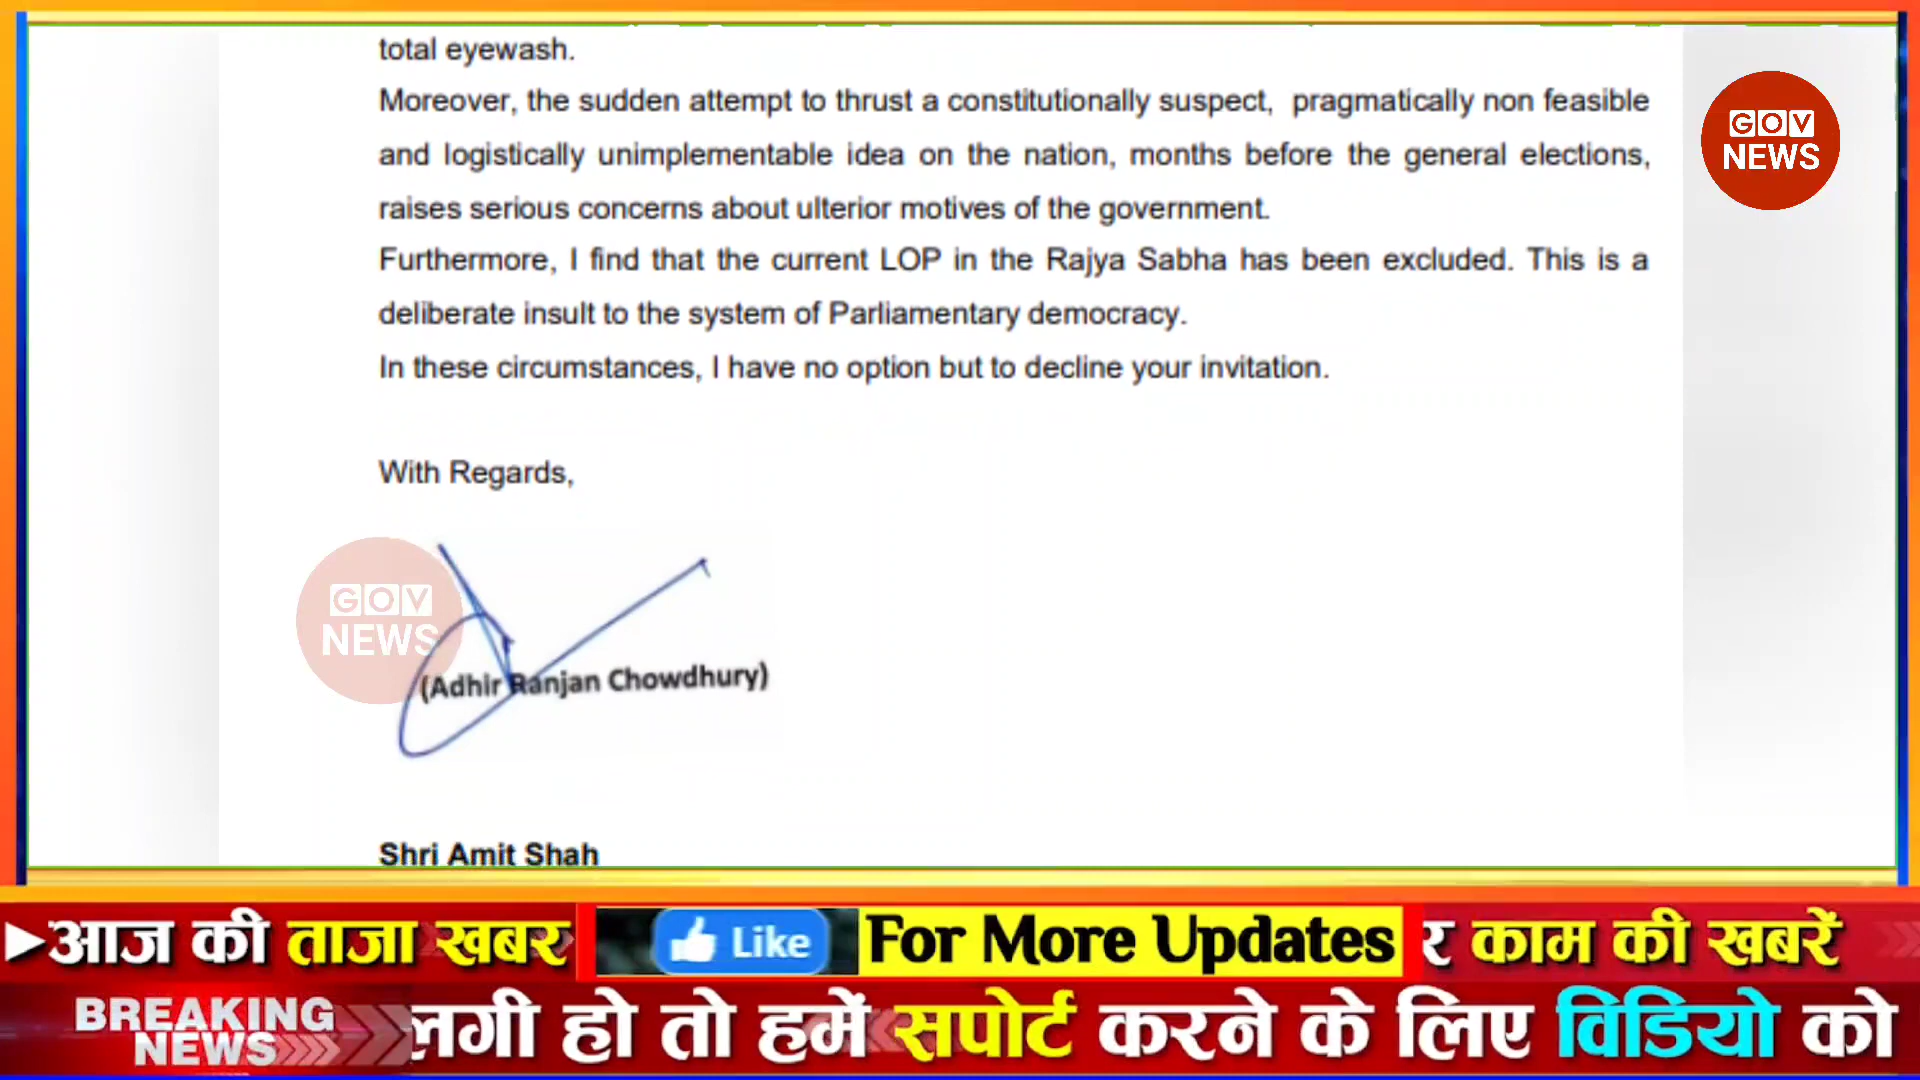 total eyewash.
Moreover, the sudden attempt to thrust a constitutionally suspect, pragmatically non feasible
and logistically unimplementable idea on the nation, months before the general elections,
raises serious concerns about ulterior motives of the government.
Furthermore, I find that the current LOP in the Rajya Sabha has been excluded. This is a
deliberate insult to the system of Parliamentary democracy.
In these circumstances, I have no option but to decline your invitation.
With Regards,
(Adhir Ranjan Chowdhury)
Shri Amit Shah
GOV
NEWS
GOV
NEWS
आज की ताजा खबर
Like
For More Updates
र काम की खबरें
BREAKING
NEWS
लगी हो तो हमें सपोर्ट करने के लिए विडियो को